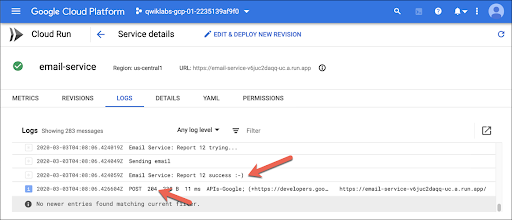 Google Cloud Platform
qwiklabs-gcp-01-2235139af9f0
Cloud Run
Service details
EDIT & DEPLOY NEW REVISION
email-service
Region: us-central1
URL: https://email-service-v6juc2daqq-uc.a.run.app
METRICS
REVISIONS
LOGS
DETAILS
YAML
PERMISSIONS
Logs Showing 283 messages
Any log level
Filter
2020-03-03T04:08:06.424019Z Email Service: Report 12 trying...
2020-03-03T04:08:06.424052Z Sending email
2020-03-03T04:08:06.424059Z Email Service: Report 12 success :-)
2020-03-03T04:08:06.426604Z POST 204 B 11 ms APIs-Google; (+https://developers.goo… https://email-service-v6juc2daqq-uc.a.run.app/
No newer entries found matching current filter.